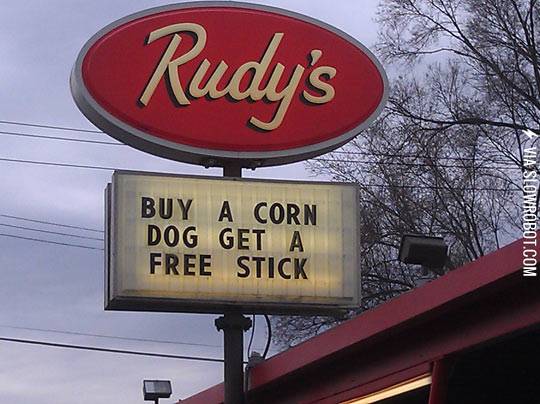 Rudy's
BUY A CORN
DOG GET A
FREE STICK
VIA SLOWROBOT.COM